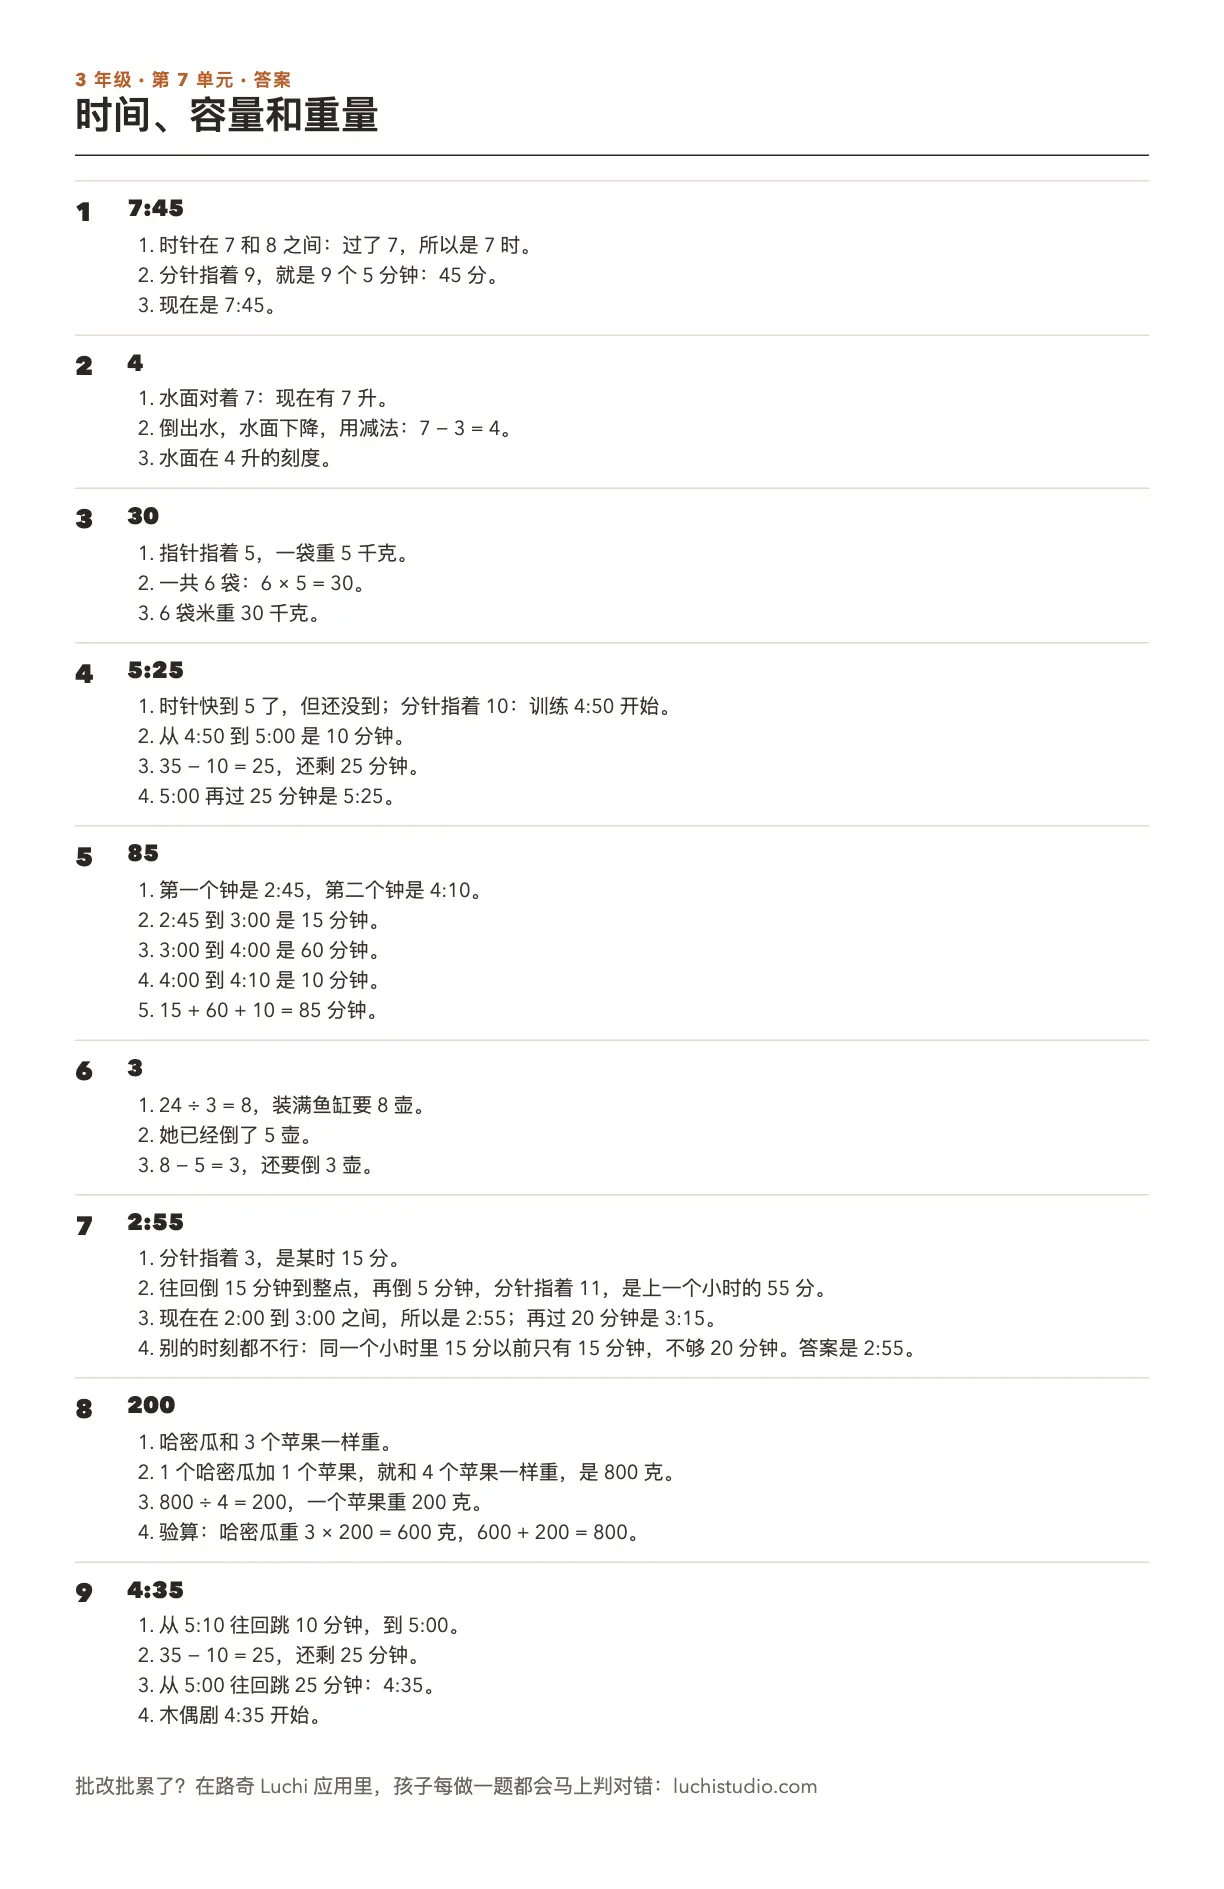 3 年级 · 第 7 单元 · 答案
时间、容量和重量
1 7:45
1. 时针在 7 和 8 之间：过了 7，所以是 7 时。
2. 分针指着 9，就是 9 个 5 分钟：45 分。
3. 现在是 7:45。
2 4
1. 水面对着 7：现在有 7 升。
2. 倒出水，水面下降，用减法：7 − 3 = 4。
3. 水面在 4 升的刻度。
3 30
1. 指针指着 5，一袋重 5 千克。
2. 一共 6 袋：6 × 5 = 30。
3. 6 袋米重 30 千克。
4 5:25
1. 时针快到 5 了，但还没到；分针指着 10：训练 4:50 开始。
2. 从 4:50 到 5:00 是 10 分钟。
3. 35 − 10 = 25，还剩 25 分钟。
4. 5:00 再过 25 分钟是 5:25。
5 85
1. 第一个钟是 2:45，第二个钟是 4:10。
2. 2:45 到 3:00 是 15 分钟。
3. 3:00 到 4:00 是 60 分钟。
4. 4:00 到 4:10 是 10 分钟。
5. 15 + 60 + 10 = 85 分钟。
6 3
1. 24 ÷ 3 = 8，装满鱼缸要 8 壶。
2. 她已经倒了 5 壶。
3. 8 − 5 = 3，还要倒 3 壶。
7 2:55
1. 分针指着 3，是某时 15 分。
2. 往回倒 15 分钟到整点，再倒 5 分钟，分针指着 11，是上一个小时的 55 分。
3. 现在在 2:00 到 3:00 之间，所以是 2:55；再过 20 分钟是 3:15。
4. 别的时刻都不行：同一个小时里 15 分以前只有 15 分钟，不够 20 分钟。答案是 2:55。
8 200
1. 哈密瓜和 3 个苹果一样重。
2. 1 个哈密瓜加 1 个苹果，就和 4 个苹果一样重，是 800 克。
3. 800 ÷ 4 = 200，一个苹果重 200 克。
4. 验算：哈密瓜重 3 × 200 = 600 克，600 + 200 = 800。
9 4:35
1. 从 5:10 往回跳 10 分钟，到 5:00。
2. 35 − 10 = 25，还剩 25 分钟。
3. 从 5:00 往回跳 25 分钟：4:35。
4. 木偶剧 4:35 开始。
批改批累了？在路奇 Luchi 应用里，孩子每做一题都会马上判对错：luchistudio.com